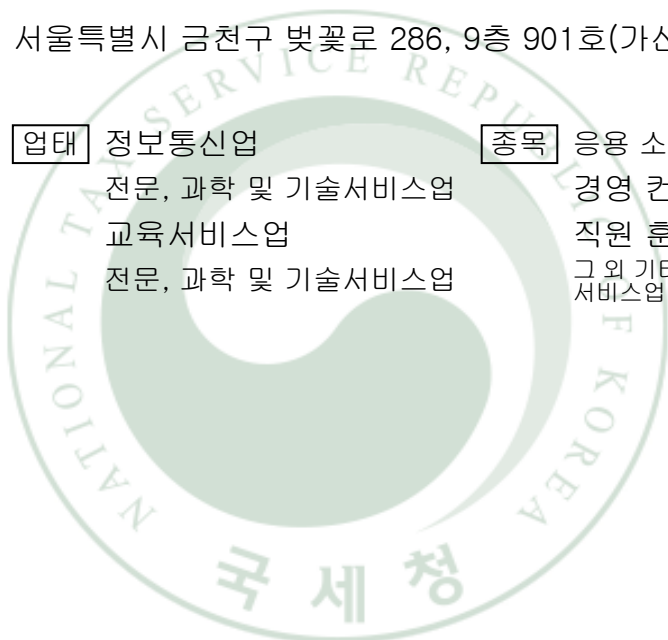 서울특별시 금천구 벚꽃로 286, 9층 901호(가산
업태 정보통신업 종목 응용 소
전문, 과학 및 기술서비스업 경영 컨
교육서비스업 직원 훈
전문, 과학 및 기술서비스업 그 외 기타
서비스업
NATIONAL TAX SERVICE REPUBLIC OF KOREA
국세청